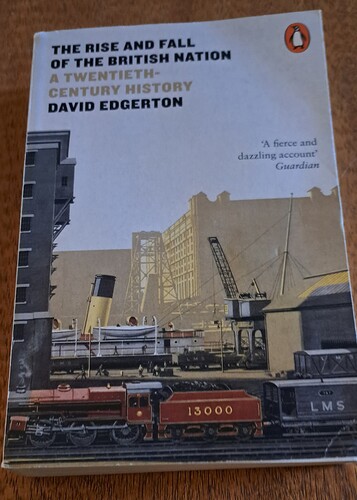 THE RISE AND FALL
OF THE BRITISH NATION
A TWENTIETH-
CENTURY HISTORY
DAVID EDGERTON
'A fierce and
dazzling account'
Guardian
13000
LMS